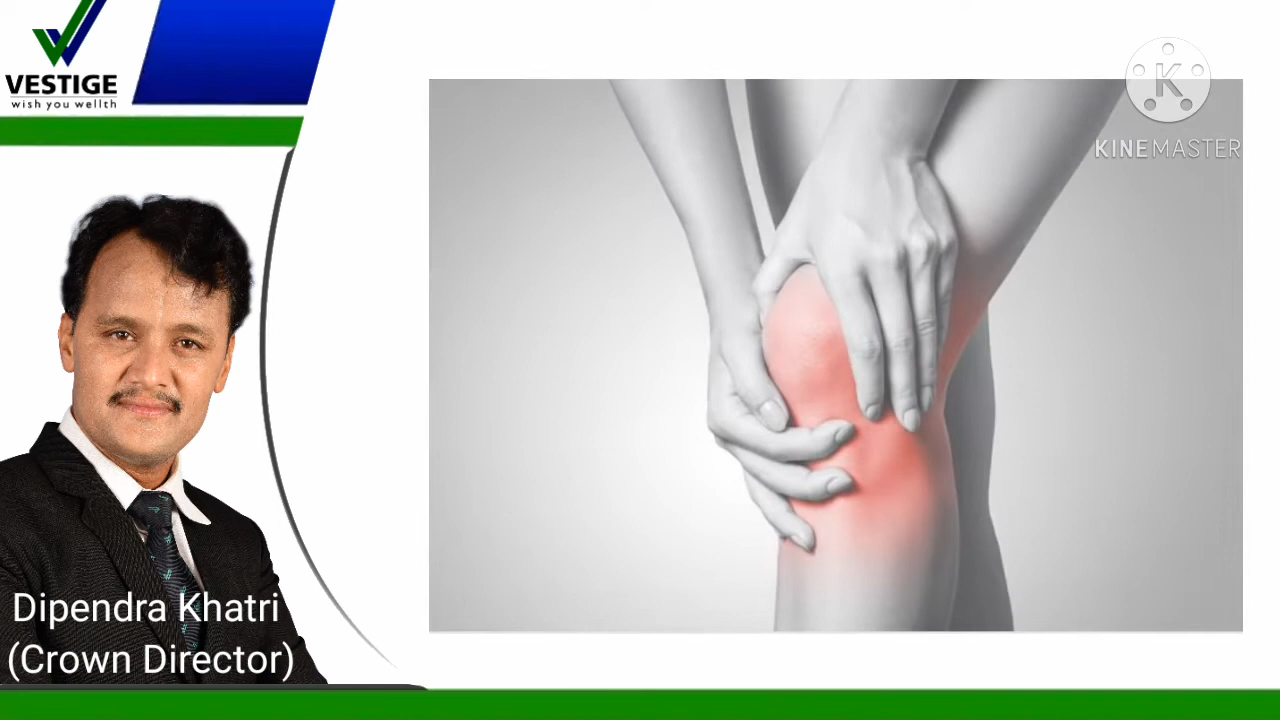 VESTIGE
wish you wellth
K
KINEMASTER
Dipendra Khatri
(Crown Director)